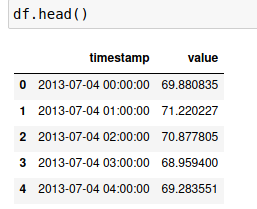 df.head()
timestamp value
0 2013-07-04 00:00:00 69.880835
1 2013-07-04 01:00:00 71.220227
2 2013-07-04 02:00:00 70.877805
3 2013-07-04 03:00:00 68.959400
4 2013-07-04 04:00:00 69.283551